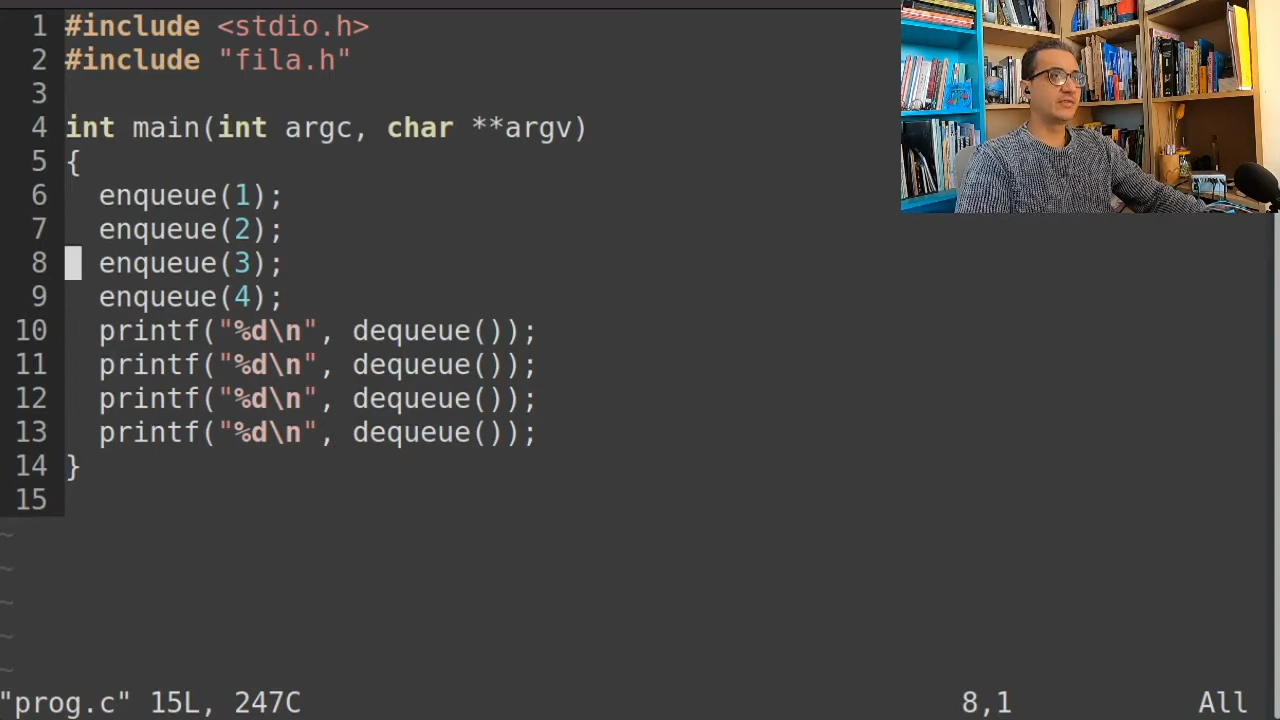 1 #include <stdio.h>
2 #include "fila.h"
3
4 int main(int argc, char **argv)
5 {
6   enqueue(1);
7   enqueue(2);
8   enqueue(3);
9   enqueue(4);
10   printf("%d\n", dequeue());
11   printf("%d\n", dequeue());
12   printf("%d\n", dequeue());
13   printf("%d\n", dequeue());
14 }
15
~
~
~
~
~
"prog.c" 15L, 247C 8,1 All